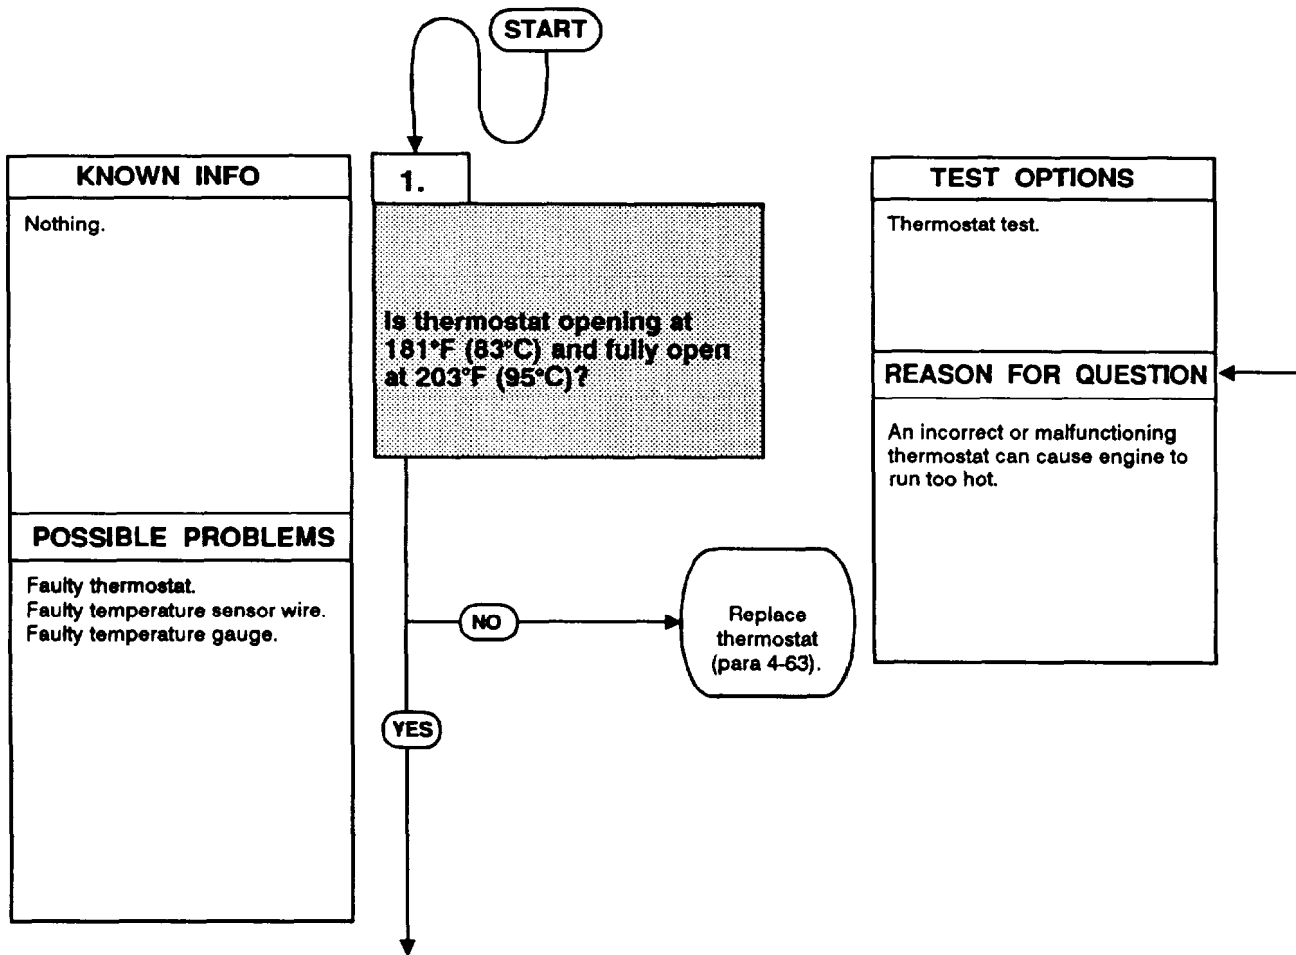 START
KNOWN INFO
Nothing.
POSSIBLE PROBLEMS
Faulty thermostat.
Faulty temperature sensor wire.
Faulty temperature gauge.
1.
Is thermostat opening at
181°F (83°C) and fully open
at 203°F (95°C)?
NO
Replace
thermostat
(para 4-63).
YES
TEST OPTIONS
Thermostat test.
REASON FOR QUESTION
An incorrect or malfunctioning
thermostat can cause engine to
run too hot.